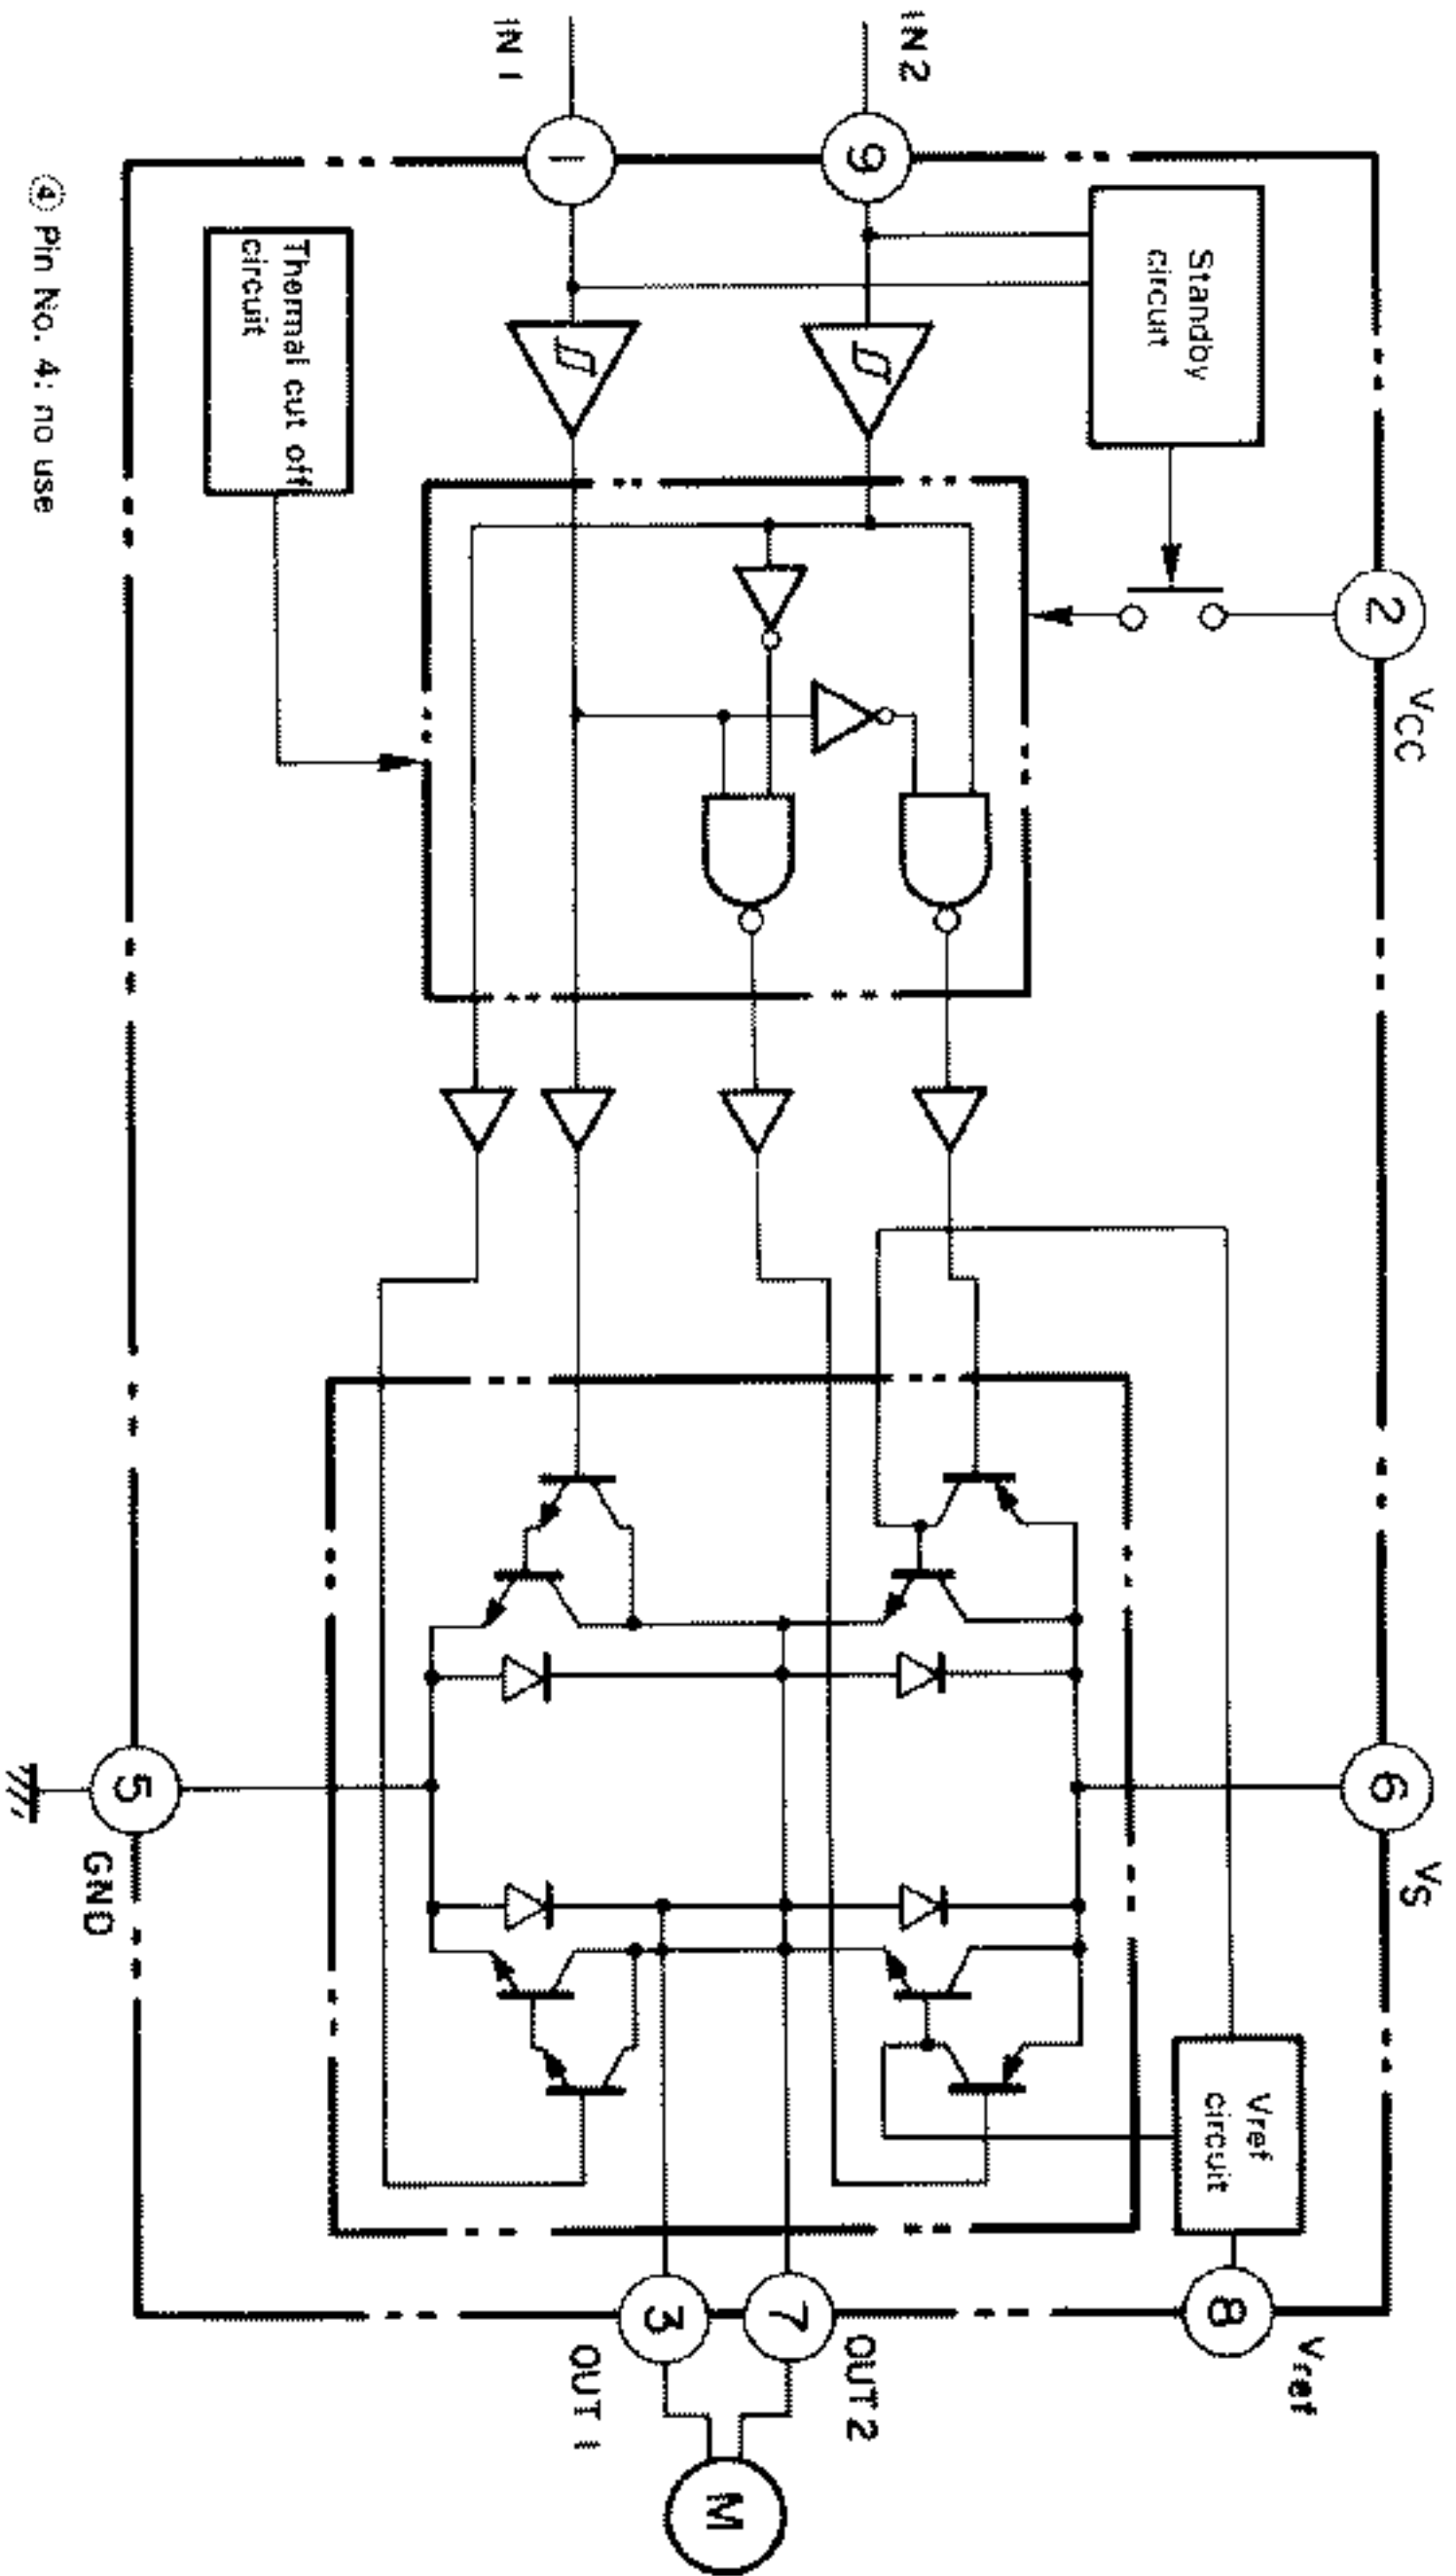 VCC
VS
Vref
2
6
8
Standby
circuit
Vref
circuit
IN 2
9
7
OUT 2
M
IN 1
1
3
OUT 1
Thermal cut off
circuit
5
GND
④ Pin No. 4: no use